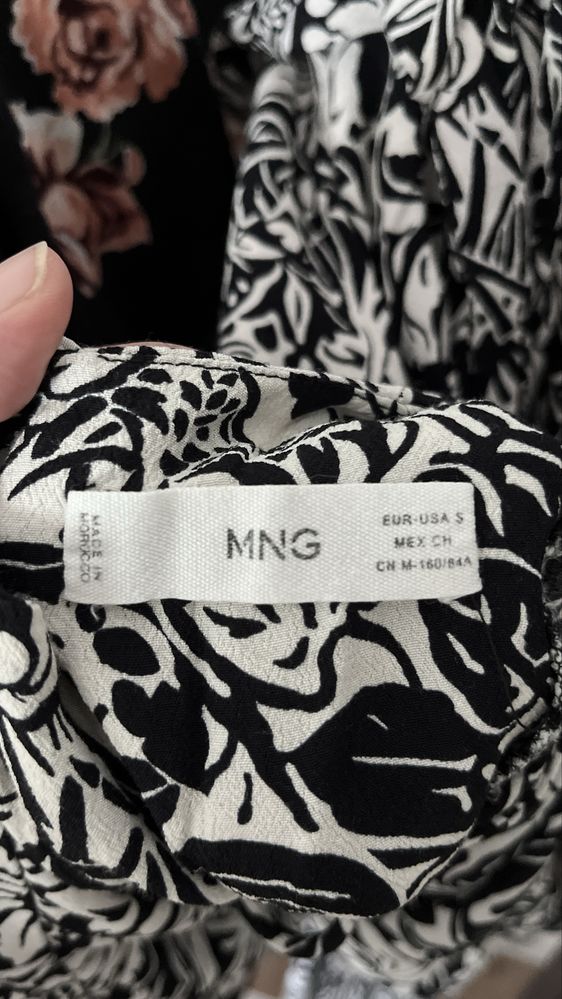 MADE IN
MOROCCO
MNG
EUR-USA S
MEX CH
CN M-160/84A